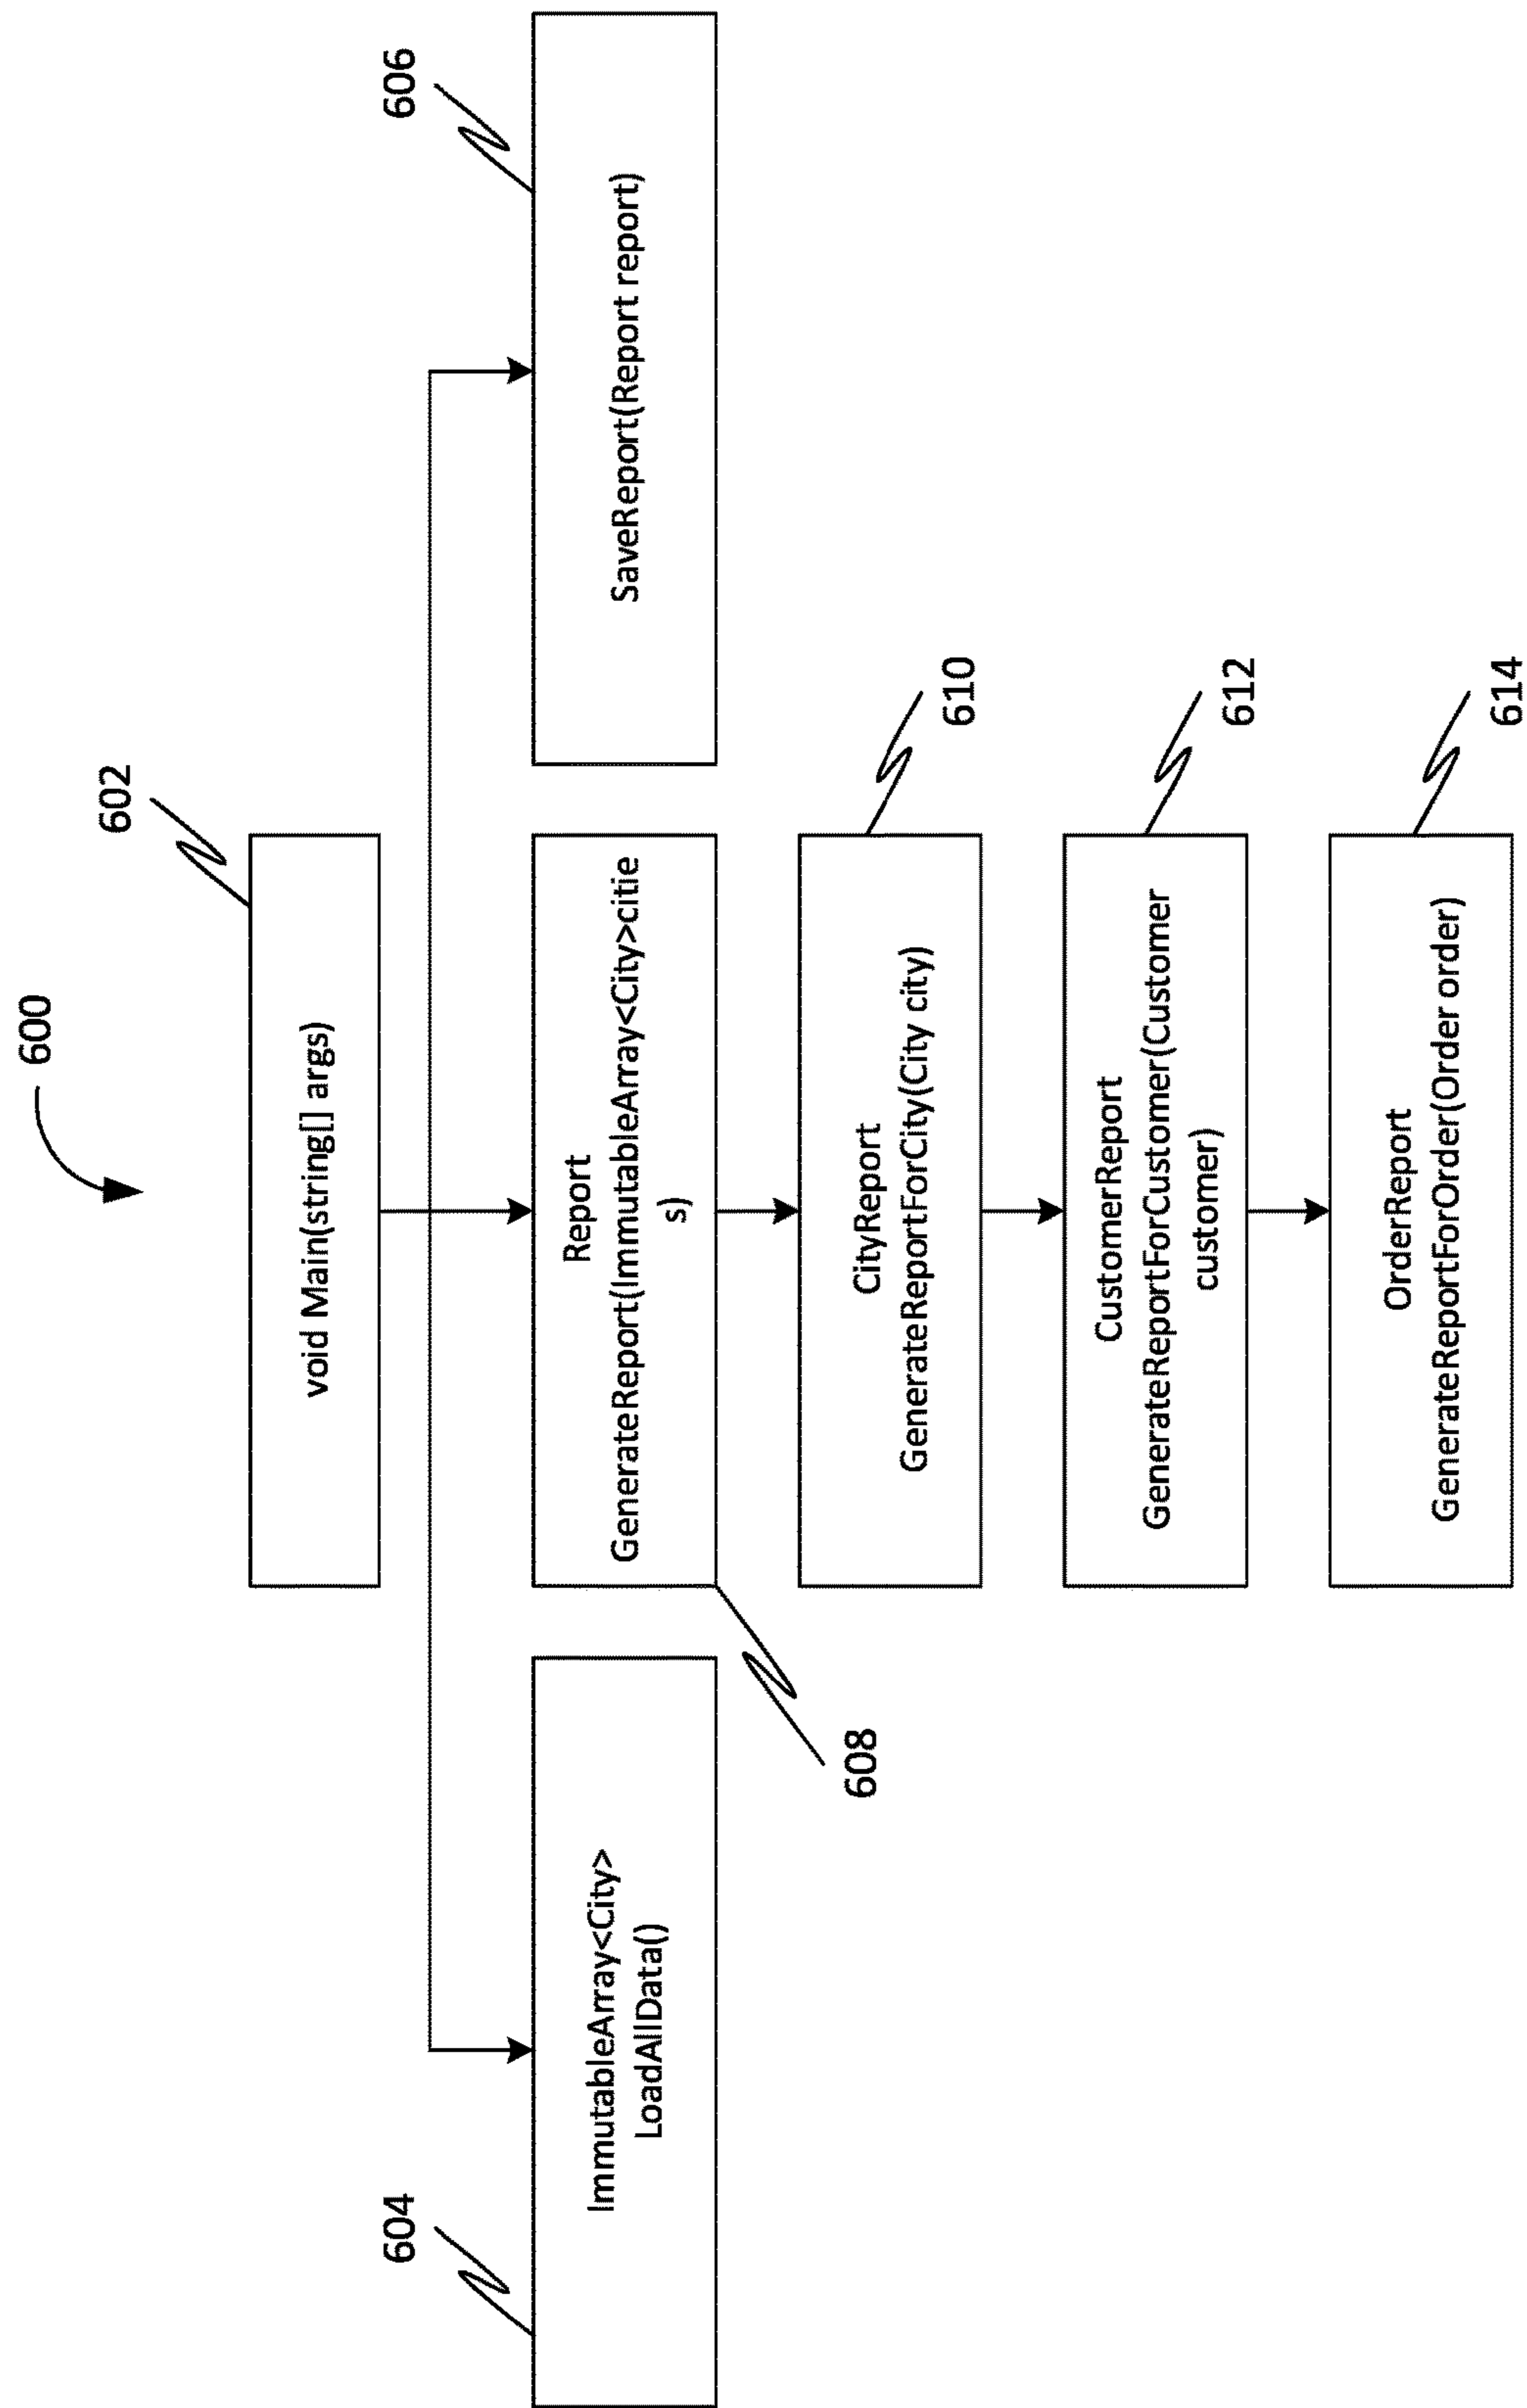 600
602
void Main(string[] args)
604
606
ImmutableArray<City>
LoadAllData()
Report
GenerateReport(ImmutableArray<City>citie
s)
SaveReport(Report report)
608
CityReport
GenerateReportForCity(City city)
610
CustomerReport
GenerateReportForCustomer(Customer
customer)
612
OrderReport
GenerateReportForOrder(Order order)
614